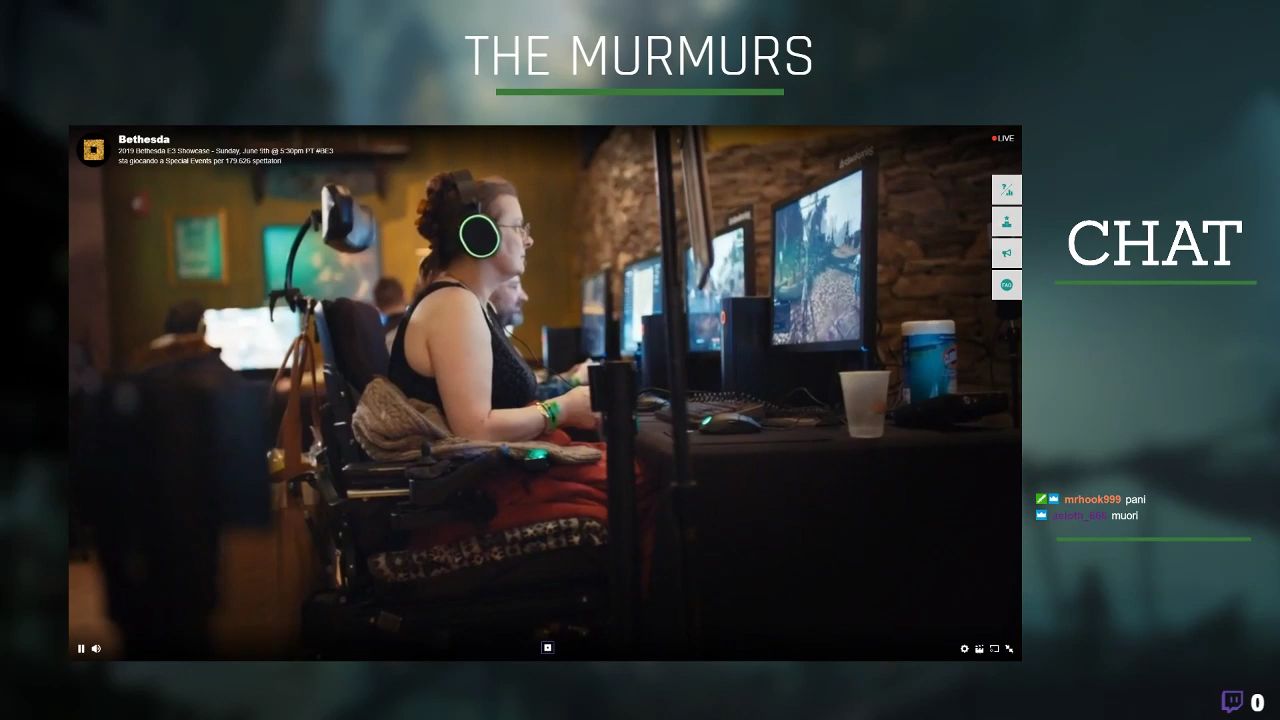 THE MURMURS
Bethesda
2019 Bethesda E3 Showcase - Sunday, June 9th @ 5:30pm PT #BE3
sta giocando a Special Events per 179.626 spettatori
LIVE
FAQ
CHAT
mrhook999 pani
muori
0